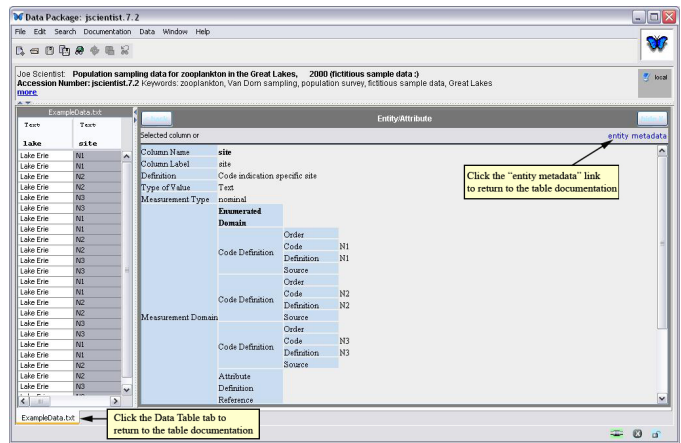 Data Package: jscientist.7.2
File Edit Search Documentation Data Window Help
Joe Scientist: Population sampling data for zooplankton in the Great Lakes, 2000 (fictitious sample data :)
Accession Number: jscientist.7.2 Keywords: zooplankton, Van Dorn sampling, population survey, fictitious sample data, Great Lakes
more
local
ExampleData.txt
Text Text
lake site
Lake Erie N1
Lake Erie N1
Lake Erie N2
Lake Erie N2
Lake Erie N3
Lake Erie N3
Lake Erie N1
Lake Erie N1
Lake Erie N2
Lake Erie N2
Lake Erie N3
Lake Erie N3
Lake Erie N1
Lake Erie N1
Lake Erie N2
Lake Erie N2
Lake Erie N3
Lake Erie N3
Lake Erie N1
Lake Erie N1
Lake Erie N2
Lake Erie N2
Lake Erie N3
Entity/Attribute
Selected column or
entity metadata
Column Name site
Column Label site
Definition Code indication specific site
Type of Value Text
Measurement Type nominal
Measurement Domain
Enumerated
Domain
Code Definition
Order
Code N1
Definition N1
Source
Code Definition
Order
Code N2
Definition N2
Source
Code Definition
Order
Code N3
Definition N3
Source
Attribute
Definition
Reference
Click the “entity metadata” link
to return to the table documentation
ExampleData.txt
Click the Data Table tab to
return to the table documentation